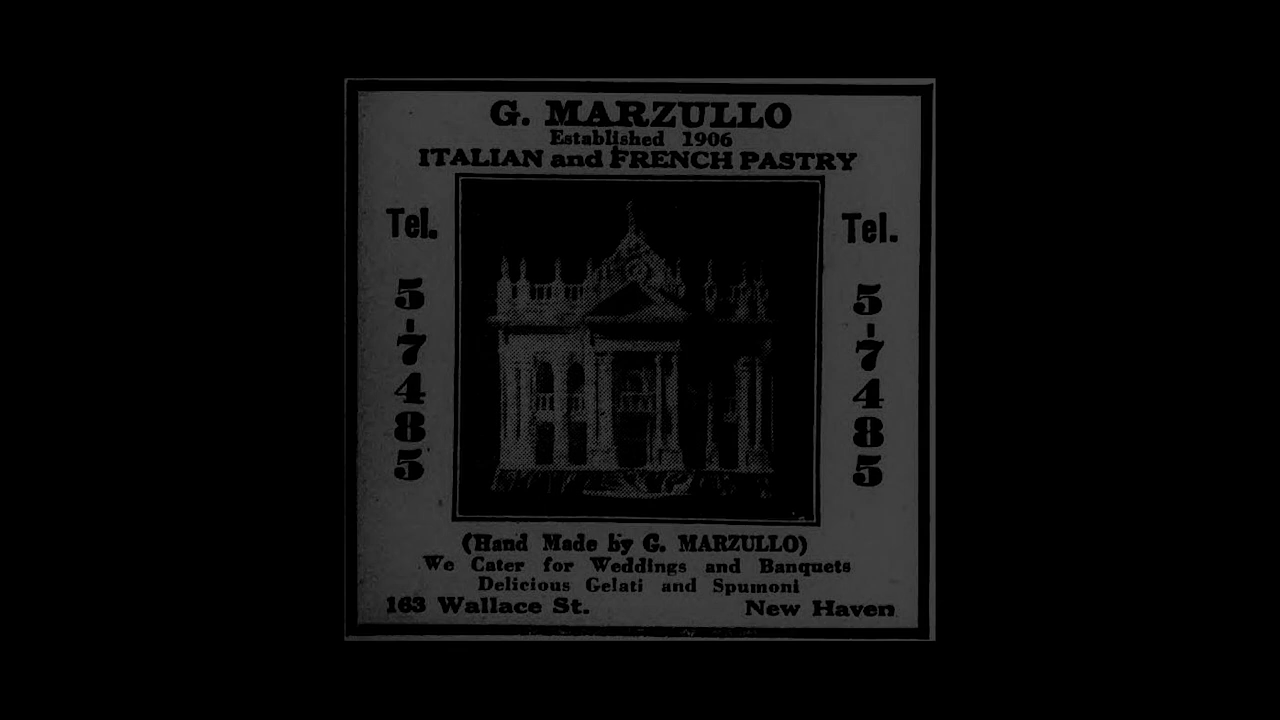 G. MARZULLO
Established 1906
ITALIAN and FRENCH PASTRY
Tel.
5-7485
Tel.
5-7485
(Hand Made by G. MARZULLO)
We Cater for Weddings and Banquets
Delicious Gelati and Spumoni
163 Wallace St. New Haven